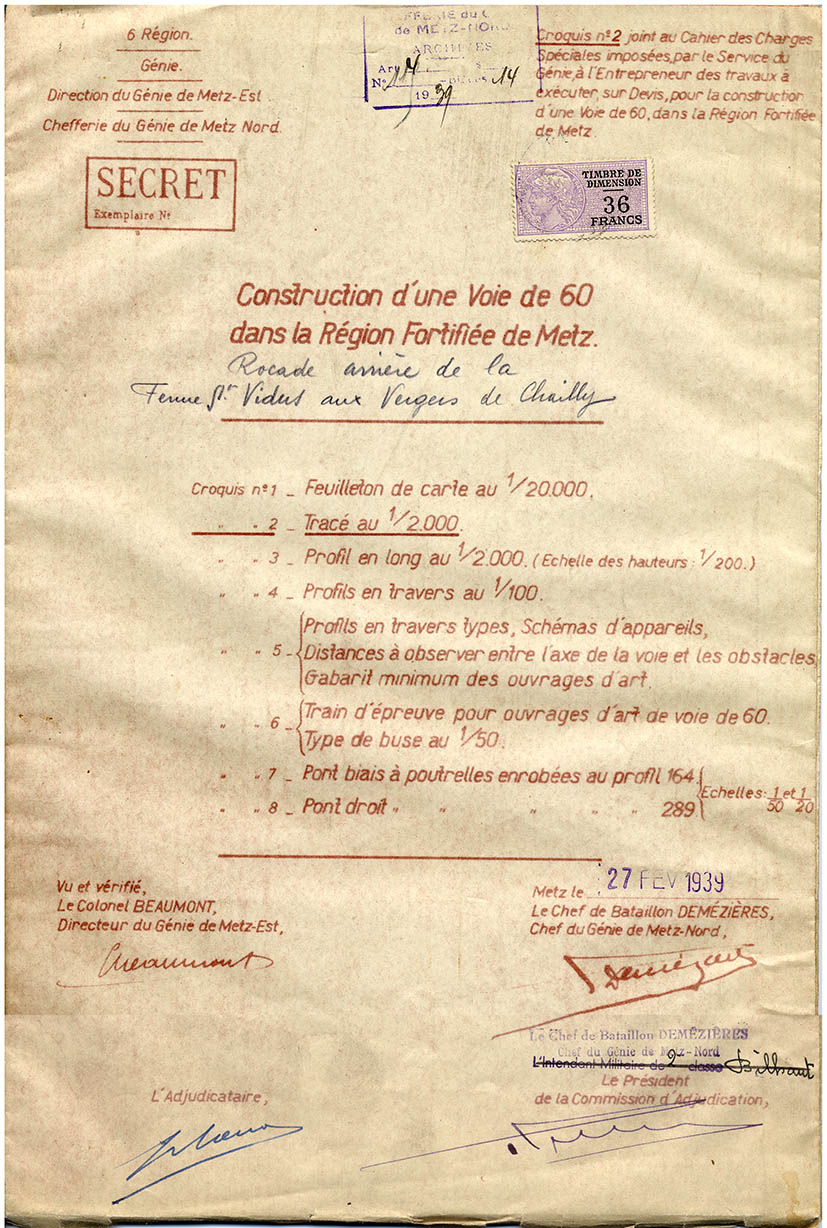 6 Région.
Génie.
Direction du Génie de Metz-Est
Chefferie du Génie de Metz Nord.
SECRET
Exemplaire Nº
de METZ-NORD
ARCHIVES
Nº 14
14
1939
Croquis nº2 joint au Cahier des Charges
Spéciales imposées, par le Service du
Génie, à l'Entrepreneur des travaux à
exécuter, sur Devis, pour la construction
d'une Voie de 60, dans la Région Fortifiée
de Metz.
TIMBRE DE
DIMENSION
36
FRANCS
Construction d'une Voie de 60
dans la Région Fortifiée de Metz.
Rocade arrière de la
Ferme St Vidus aux Vergers de Chailly
Croquis nº1 _ Feuilleton de carte au 1/20.000.
" " 2 _ Tracé au 1/2.000.
" " 3 _ Profil en long au 1/2.000. (Echelle des hauteurs : 1/200.)
" " 4 _ Profils en travers au 1/100.
" " 5 _ { Profils en travers types, Schémas d'appareils,
Distances à observer entre l'axe de la voie et les obstacles
Gabarit minimum des ouvrages d'art.
" " 6 _ { Train d'épreuve pour ouvrages d'art de voie de 60.
Type de buse au 1/50.
" " 7 _ Pont biais à poutrelles enrobées au profil 164. } Echelles: 1/50 et 1/20
" " 8 _ Pont droit " " " " " 289
Vu et vérifié,
Le Colonel BEAUMONT,
Directeur du Génie de Metz-Est,
Beaumont
Metz le 27 FEV 1939
Le Chef de Bataillon DEMÉZIÈRES,
Chef du Génie de Metz-Nord,
Le Chef de Bataillon DEMÉZIÈRES
Chef du Génie de Metz-Nord
L'Intendant Militaire de 2 classe
Le Président
de la Commission d'Adjudication,
L'Adjudicataire,